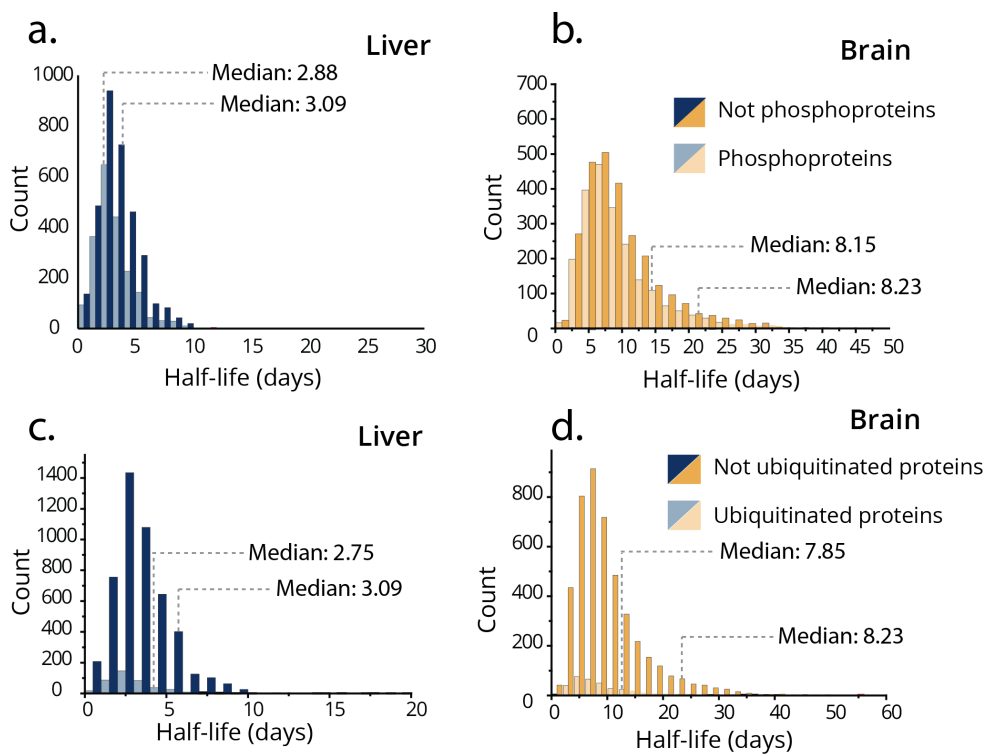 a.
Liver
1000
800
600
400
200
0
Count
Median: 2.88
Median: 3.09
0 5 10 15 20 25 30
Half-life (days)
b.
Brain
700
500
400
300
200
100
0
Count
Not phosphoproteins
Phosphoproteins
Median: 8.15
Median: 8.23
0 5 10 15 20 25 30 35 40 45 50
Half-life (days)
c.
Liver
1400
1200
1000
800
600
400
200
0
Count
Median: 2.75
Median: 3.09
0 5 10 15 20
Half-life (days)
d.
Brain
800
600
400
200
0
Count
Not ubiquitinated proteins
Ubiquitinated proteins
Median: 7.85
Median: 8.23
0 10 20 30 40 50 60
Half-life (days)